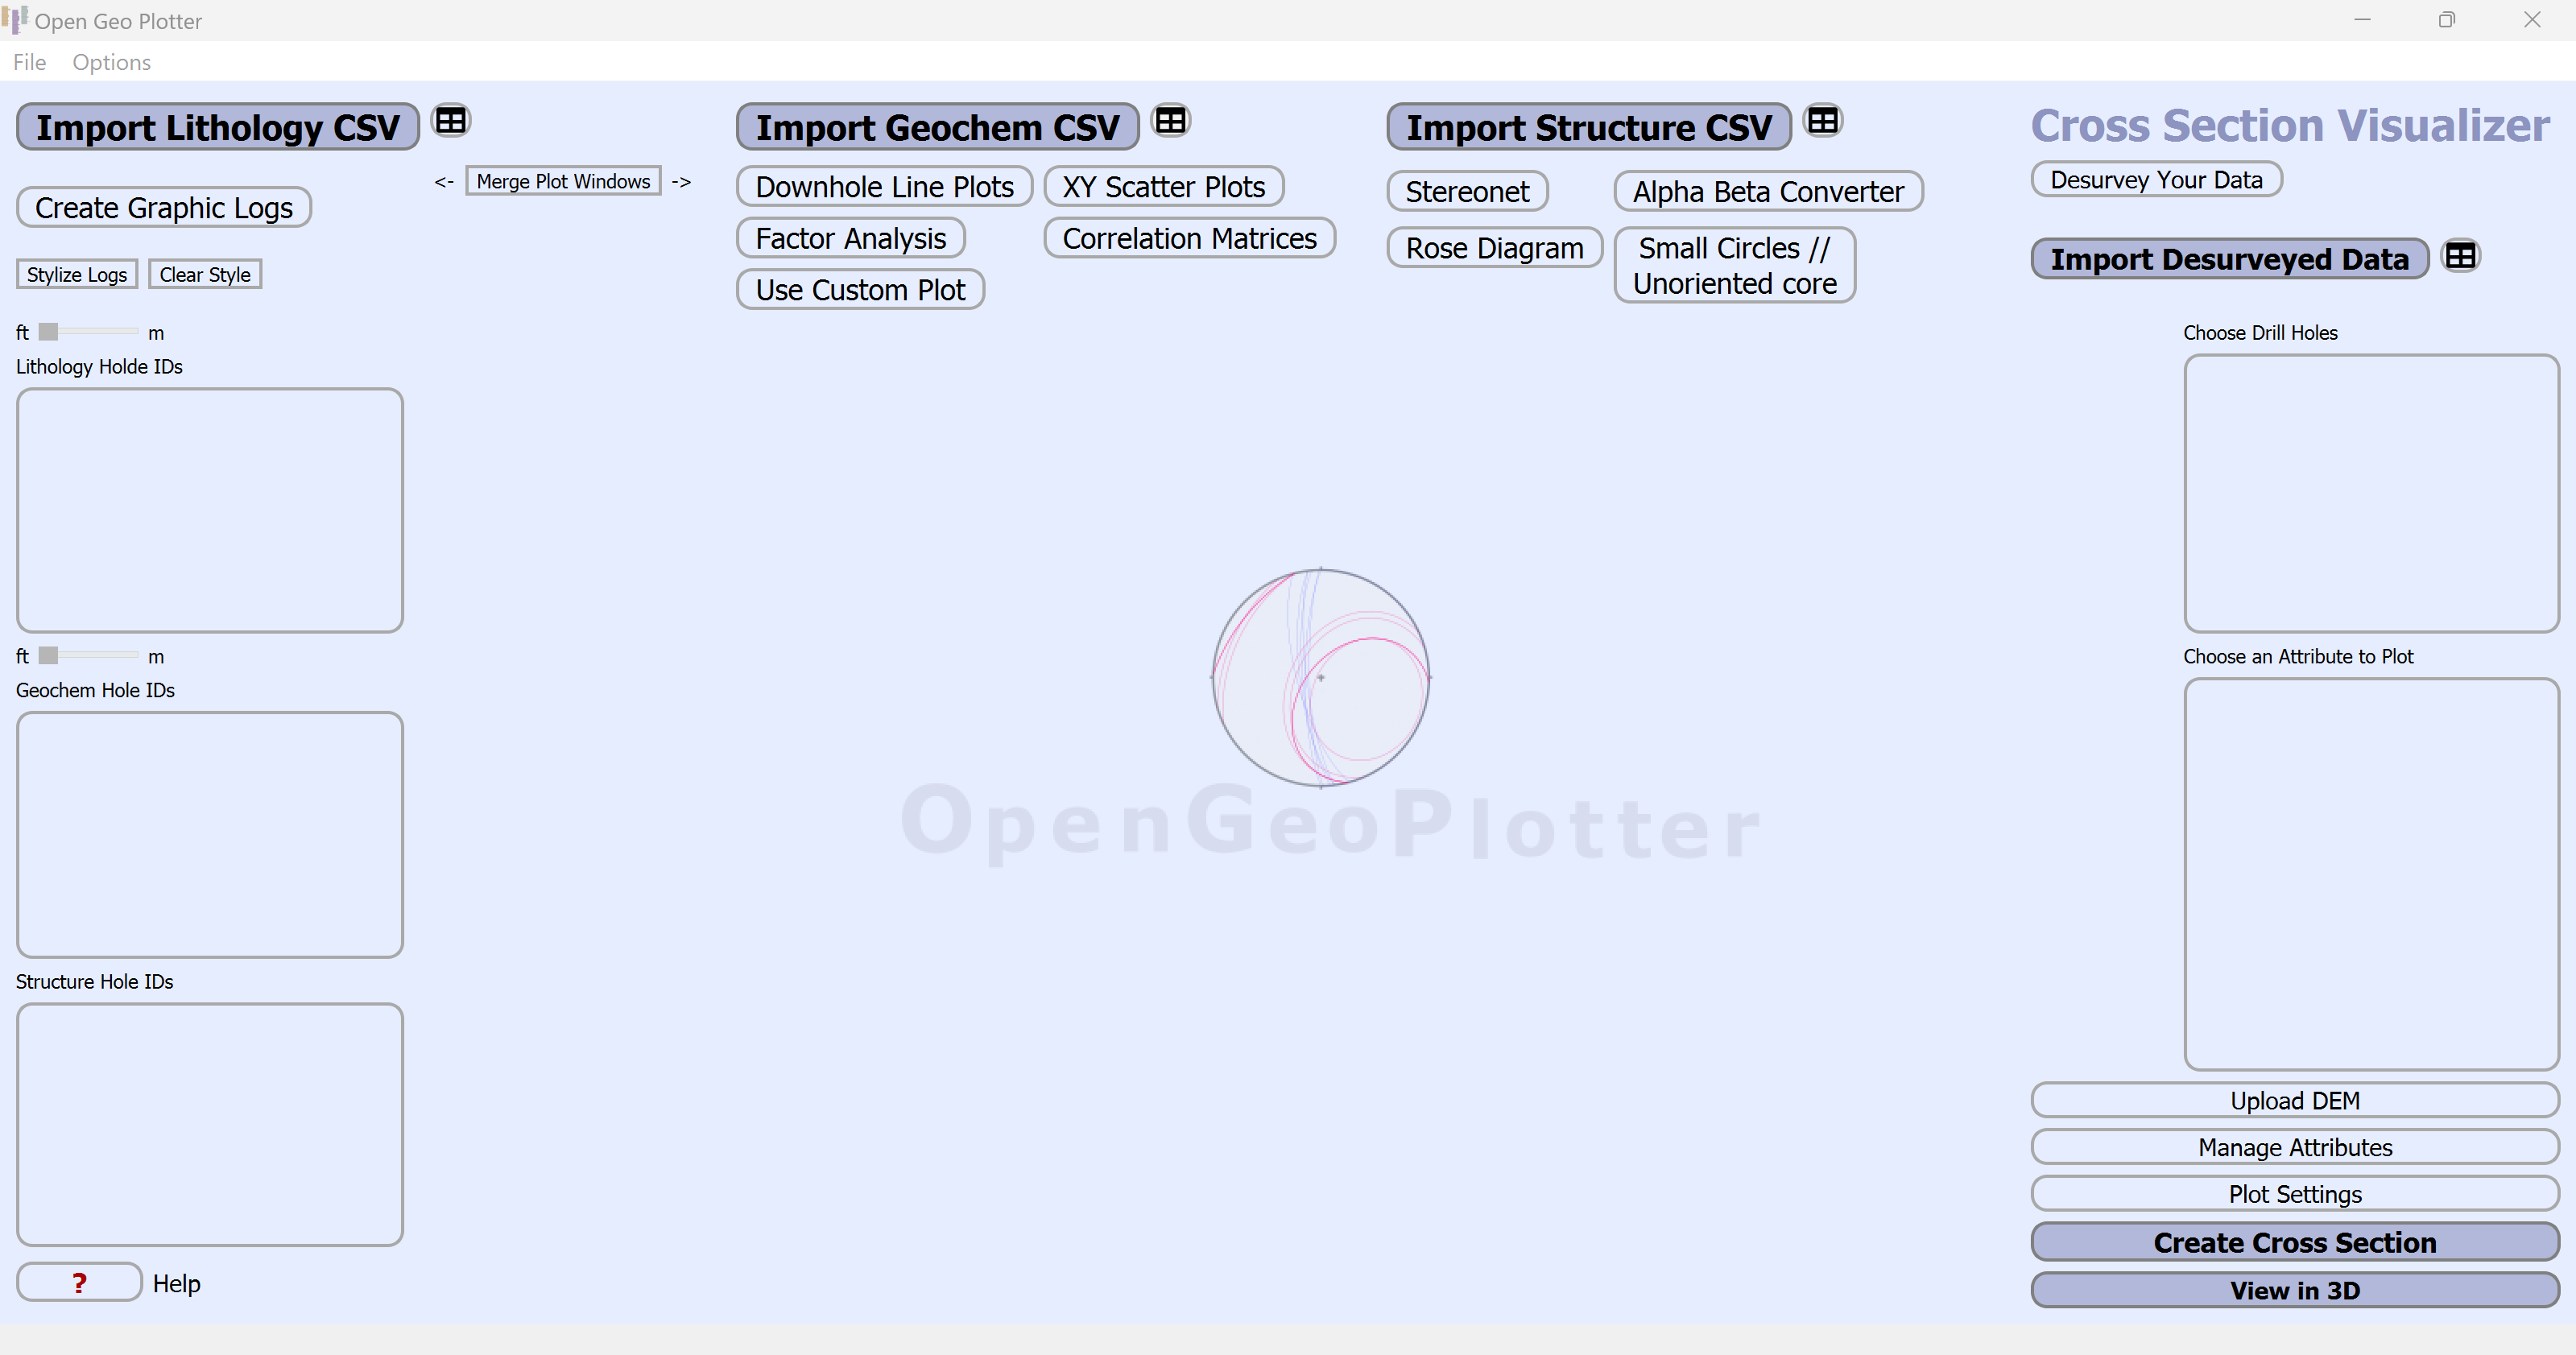 Open Geo Plotter
File Options
Import Lithology CSV
Import Geochem CSV
Import Structure CSV
Cross Section Visualizer
<- Merge Plot Windows ->
Downhole Line Plots
XY Scatter Plots
Stereonet
Alpha Beta Converter
Desurvey Your Data
Create Graphic Logs
Factor Analysis
Correlation Matrices
Rose Diagram
Small Circles //
Unoriented core
Import Desurveyed Data
Stylize Logs
Clear Style
Use Custom Plot
ft m
Choose Drill Holes
Lithology Holde IDs
ft m
Choose an Attribute to Plot
Geochem Hole IDs
OpenGeoPlotter
Structure Hole IDs
Upload DEM
Manage Attributes
Plot Settings
Create Cross Section
? Help
View in 3D